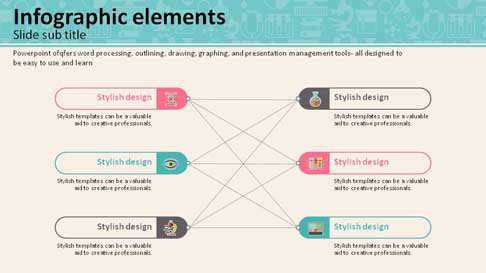 Infographic elements
Slide sub title
Powerpoint ofqfers word processing, outlining, drawing, graphing, and presentation management tools- all designed to
be easy to use and learn
Stylish design
Stylish templates can be a valuable
aid to creative professionals.
Stylish design
Stylish templates can be a valuable
aid to creative professionals.
Stylish design
Stylish templates can be a valuable
aid to creative professionals.
Stylish design
Stylish templates can be a valuable
aid to creative professionals.
Stylish design
Stylish templates can be a valuable
aid to creative professionals.
Stylish design
Stylish templates can be a valuable
aid to creative professionals.